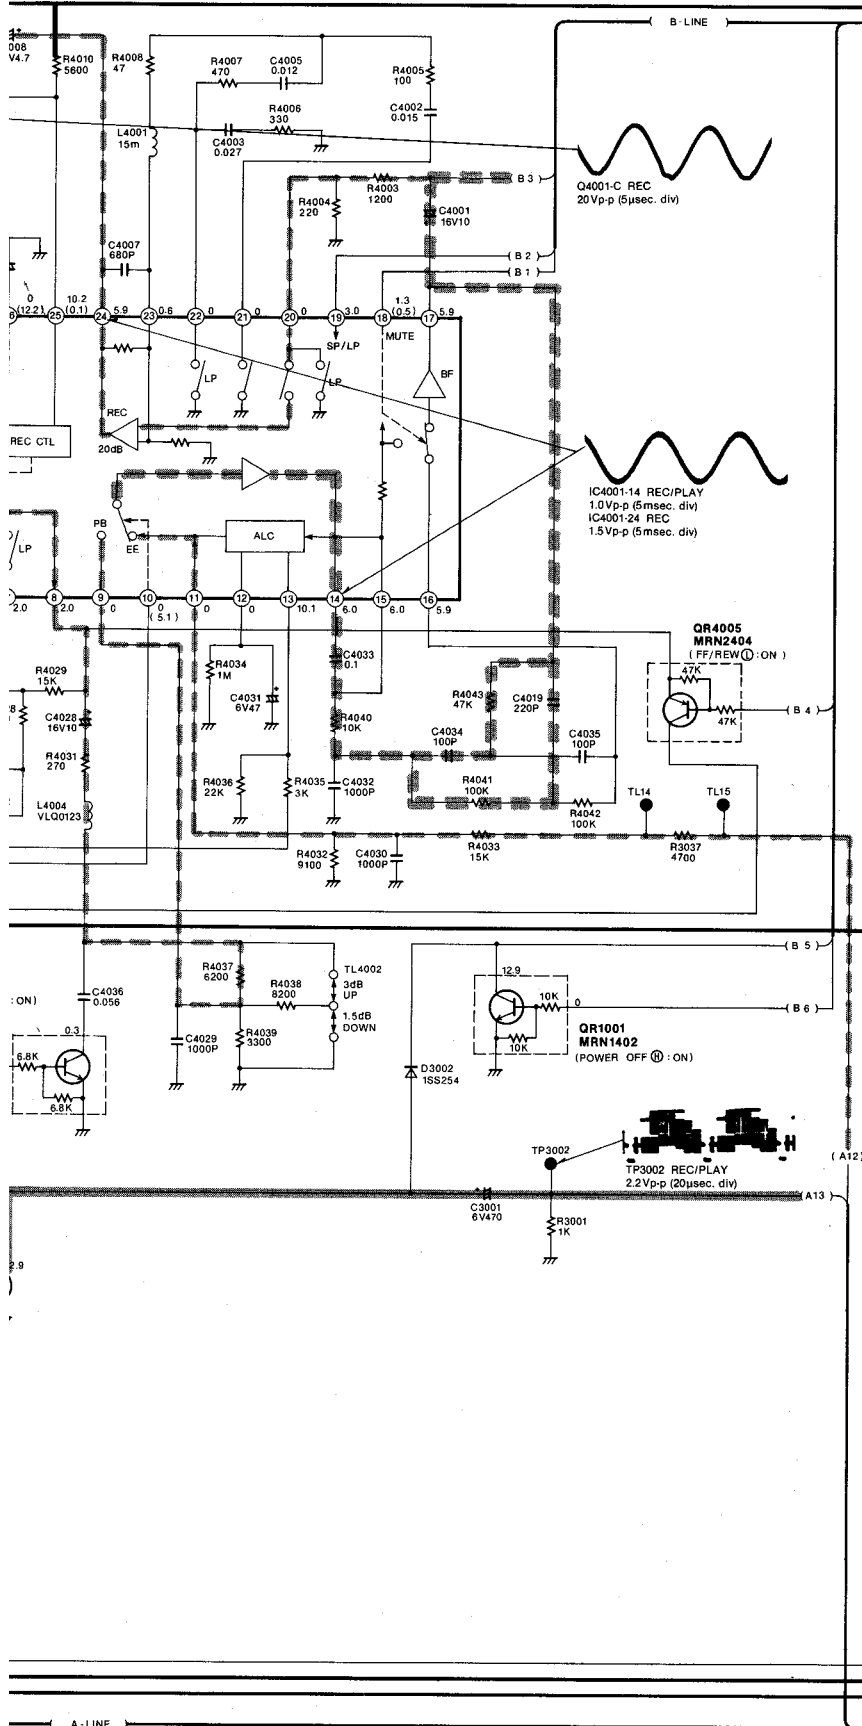 B-LINE
008
V4.7
R4010
5600
R4008
47
R4007
470
C4005
0.012
R4005
100
C4002
0.015
R4006
330
L4001
15m
C4003
0.027
Q4001-C REC
20Vp-p (5µsec. div)
B 3
R4003
1200
R4004
220
C4001
16V10
B 2
B 1
C4007
680P
0
(12.2)
10.2
(0.1)
5.9
0.6
0
0
0
3.0
1.3
(0.5)
5.9
6
25
24
23
22
21
20
19
18
17
SP/LP
MUTE
LP
LP
BF
REC
20dB
REC CTL
IC4001-14 REC/PLAY
1.0Vp-p (5msec. div)
IC4001-24 REC
1.5Vp-p (5msec. div)
PB
EE
ALC
LP
8
9
10
11
12
13
14
15
16
2.0
2.0
0
0
(5.1)
0
0
10.1
6.0
6.0
5.9
QR4005
MRN2404
(FF/REW Ⓛ:ON)
47K
47K
B 4
R4029
15K
R4034
1M
C4033
0.1
C4031
6V47
R4043
47K
C4019
220P
C4028
16V10
R4040
10K
C4034
100P
C4035
100P
R4031
270
R4036
22K
R4035
3K
C4032
1000P
R4041
100K
R4042
100K
TL14
TL15
L4004
VLQ0123
R4032
9100
C4030
1000P
R4033
15K
R3037
4700
B 5
R4037
6200
R4038
8200
TL4002
3dB
UP
1.5dB
DOWN
12.9
10K
0
B 6
10K
QR1001
MRN1402
(POWER OFF Ⓗ:ON)
C4036
0.056
: ON)
0.3
6.8K
6.8K
C4029
1000P
R4039
3300
D3002
1SS254
TP3002
TP3002 REC/PLAY
2.2Vp-p (20µsec. div)
A12
A13
C3001
6V470
R3001
1K
2.9
A-LINE